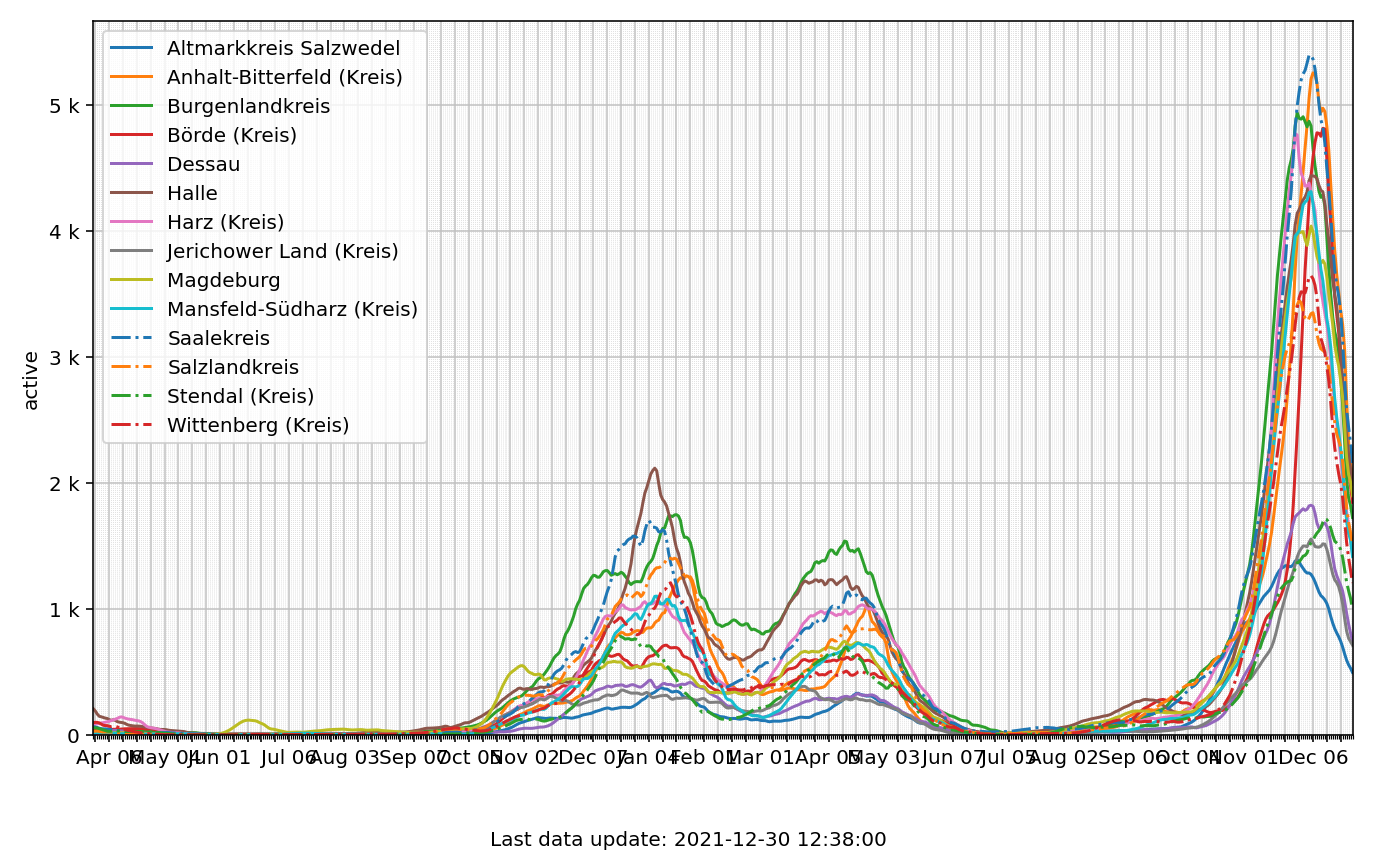 Altmarkkreis Salzwedel
Anhalt-Bitterfeld (Kreis)
Burgenlandkreis
Börde (Kreis)
Dessau
Halle
Harz (Kreis)
Jerichower Land (Kreis)
Magdeburg
Mansfeld-Südharz (Kreis)
Saalekreis
Salzlandkreis
Stendal (Kreis)
Wittenberg (Kreis)
5 k
4 k
3 k
2 k
1 k
0
active
Apr 06 May 04 Jun 01 Jul 06 Aug 03 Sep 07 Oct 05 Nov 02 Dec 07 Jan 04 Feb 01 Mar 01 Apr 05 May 03 Jun 07 Jul 05 Aug 02 Sep 06 Oct 04 Nov 01 Dec 06
Last data update: 2021-12-30 12:38:00